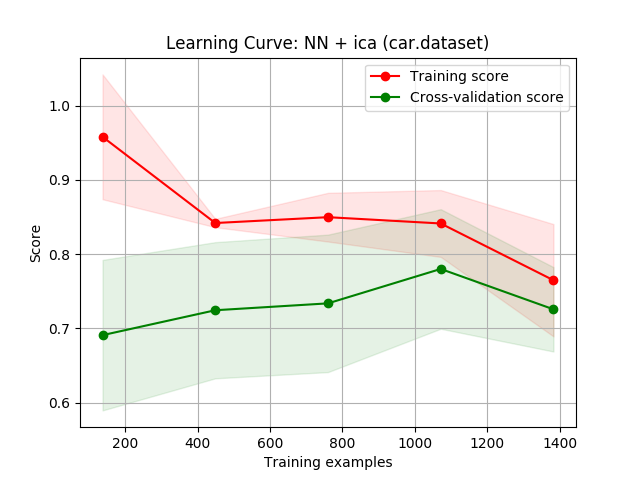 Learning Curve: NN + ica (car.dataset)
Training score
Cross-validation score
1.0
0.9
0.8
0.7
0.6
Score
200
400
600
800
1000
1200
1400
Training examples